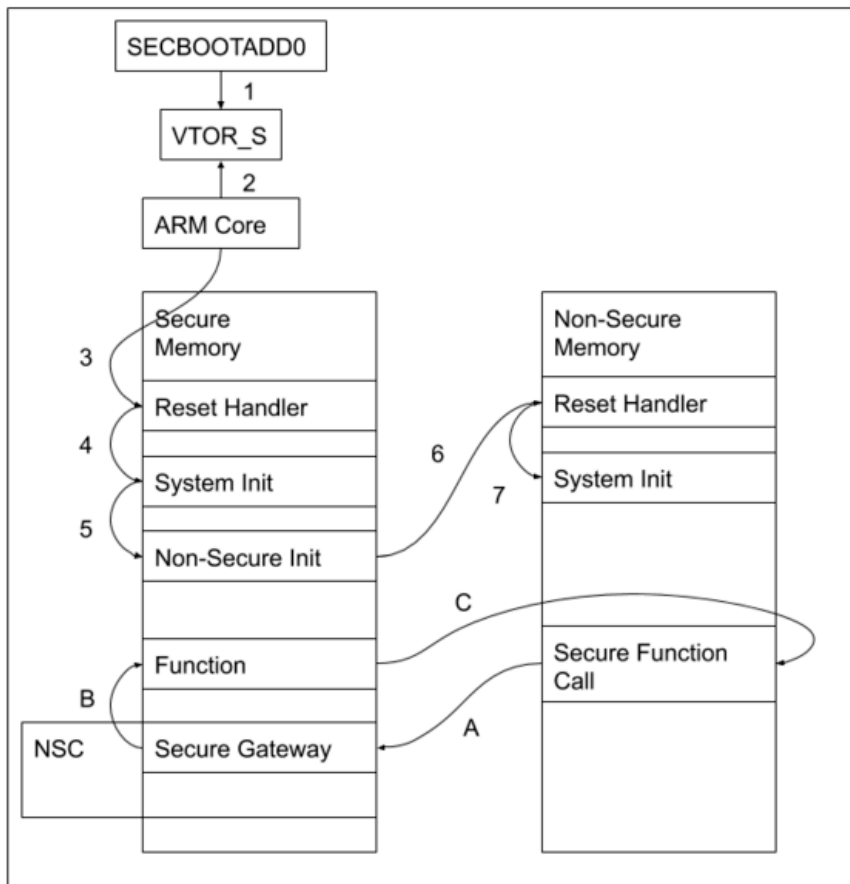 SECBOOTADD0
1
VTOR_S
2
ARM Core
Secure
Memory
Non-Secure
Memory
3
Reset Handler
Reset Handler
4
6
System Init
7
System Init
5
Non-Secure Init
C
Function
Secure Function
Call
B
A
NSC
Secure Gateway